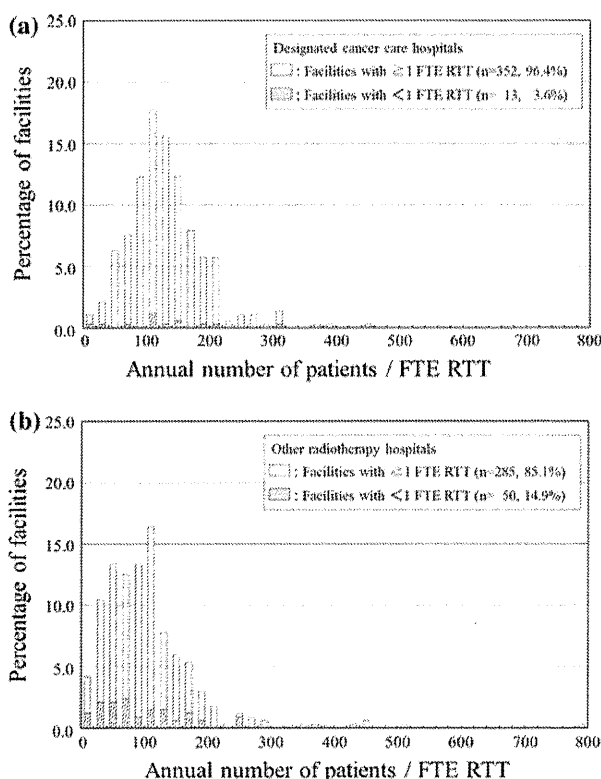 (a)
25.0
20.0
15.0
10.0
5.0
0.0
Percentage of facilities
Designated cancer care hospitals
: Facilities with ≧1 FTE RTT (n=352, 96.4%)
: Facilities with <1 FTE RTT (n= 13, 3.6%)
0 100 200 300 400 500 600 700 800
Annual number of patients / FTE RTT
(b)
25.0
20.0
15.0
10.0
5.0
0.0
Percentage of facilities
Other radiotherapy hospitals
: Facilities with ≧1 FTE RTT (n=285, 85.1%)
: Facilities with <1 FTE RTT (n= 50, 14.9%)
0 100 200 300 400 500 600 700 800
Annual number of patients / FTE RTT